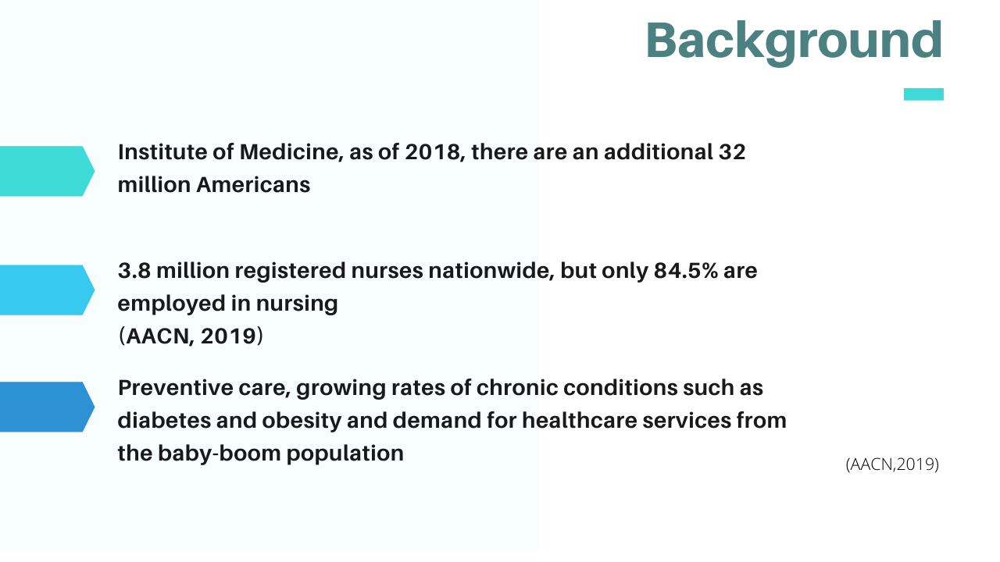 Background
Institute of Medicine, as of 2018, there are an additional 32
million Americans
3.8 million registered nurses nationwide, but only 84.5% are
employed in nursing
(AACN, 2019)
Preventive care, growing rates of chronic conditions such as
diabetes and obesity and demand for healthcare services from
the baby-boom population
(AACN,2019)